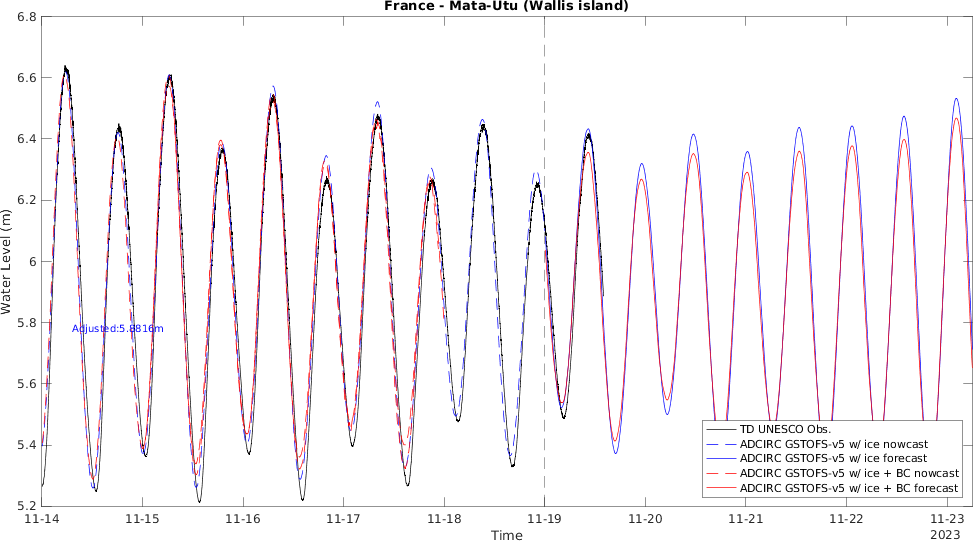 France - Mata-Utu (Wallis island)
6.8
6.6
6.4
6.2
6
5.8
5.6
5.4
5.2
Water Level (m)
Adjusted:5.8816m
TD UNESCO Obs.
ADCIRC GSTOFS-v5 w/ ice nowcast
ADCIRC GSTOFS-v5 w/ ice forecast
ADCIRC GSTOFS-v5 w/ ice + BC nowcast
ADCIRC GSTOFS-v5 w/ ice + BC forecast
11-14 11-15 11-16 11-17 11-18 11-19 11-20 11-21 11-22 11-23
2023
Time